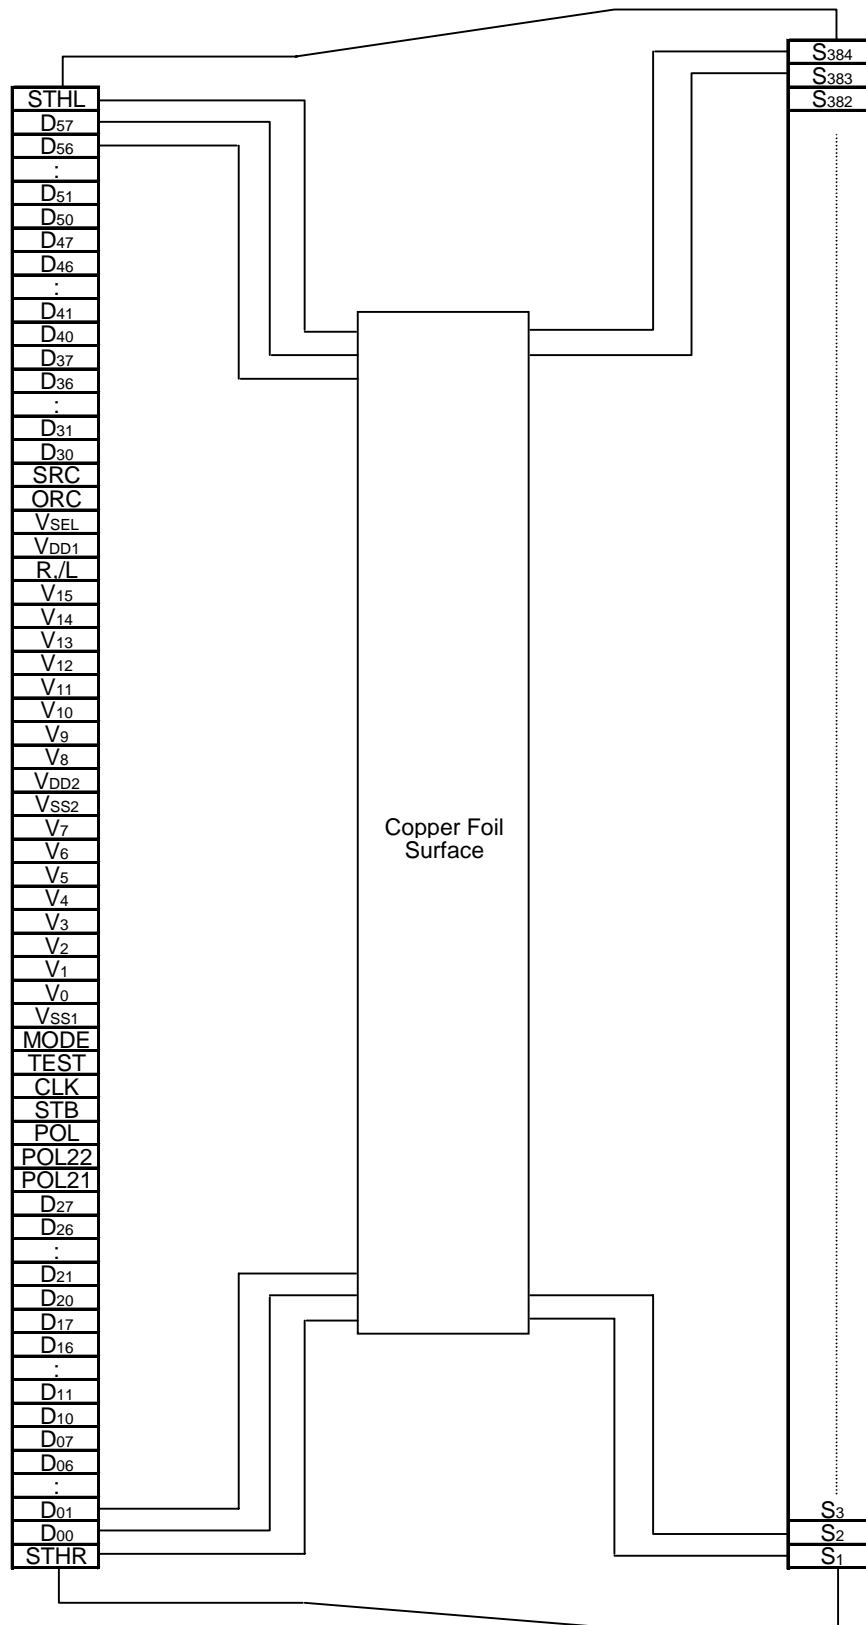 STHL
D57
D56
:
D51
D50
D47
D46
:
D41
D40
D37
D36
:
D31
D30
SRC
ORC
VSEL
VDD1
R,/L
V15
V14
V13
V12
V11
V10
V9
V8
VDD2
VSS2
V7
V6
V5
V4
V3
V2
V1
V0
VSS1
MODE
TEST
CLK
STB
POL
POL22
POL21
D27
D26
:
D21
D20
D17
D16
:
D11
D10
D07
D06
:
D01
D00
STHR
Copper Foil
Surface
S384
S383
S382
S3
S2
S1